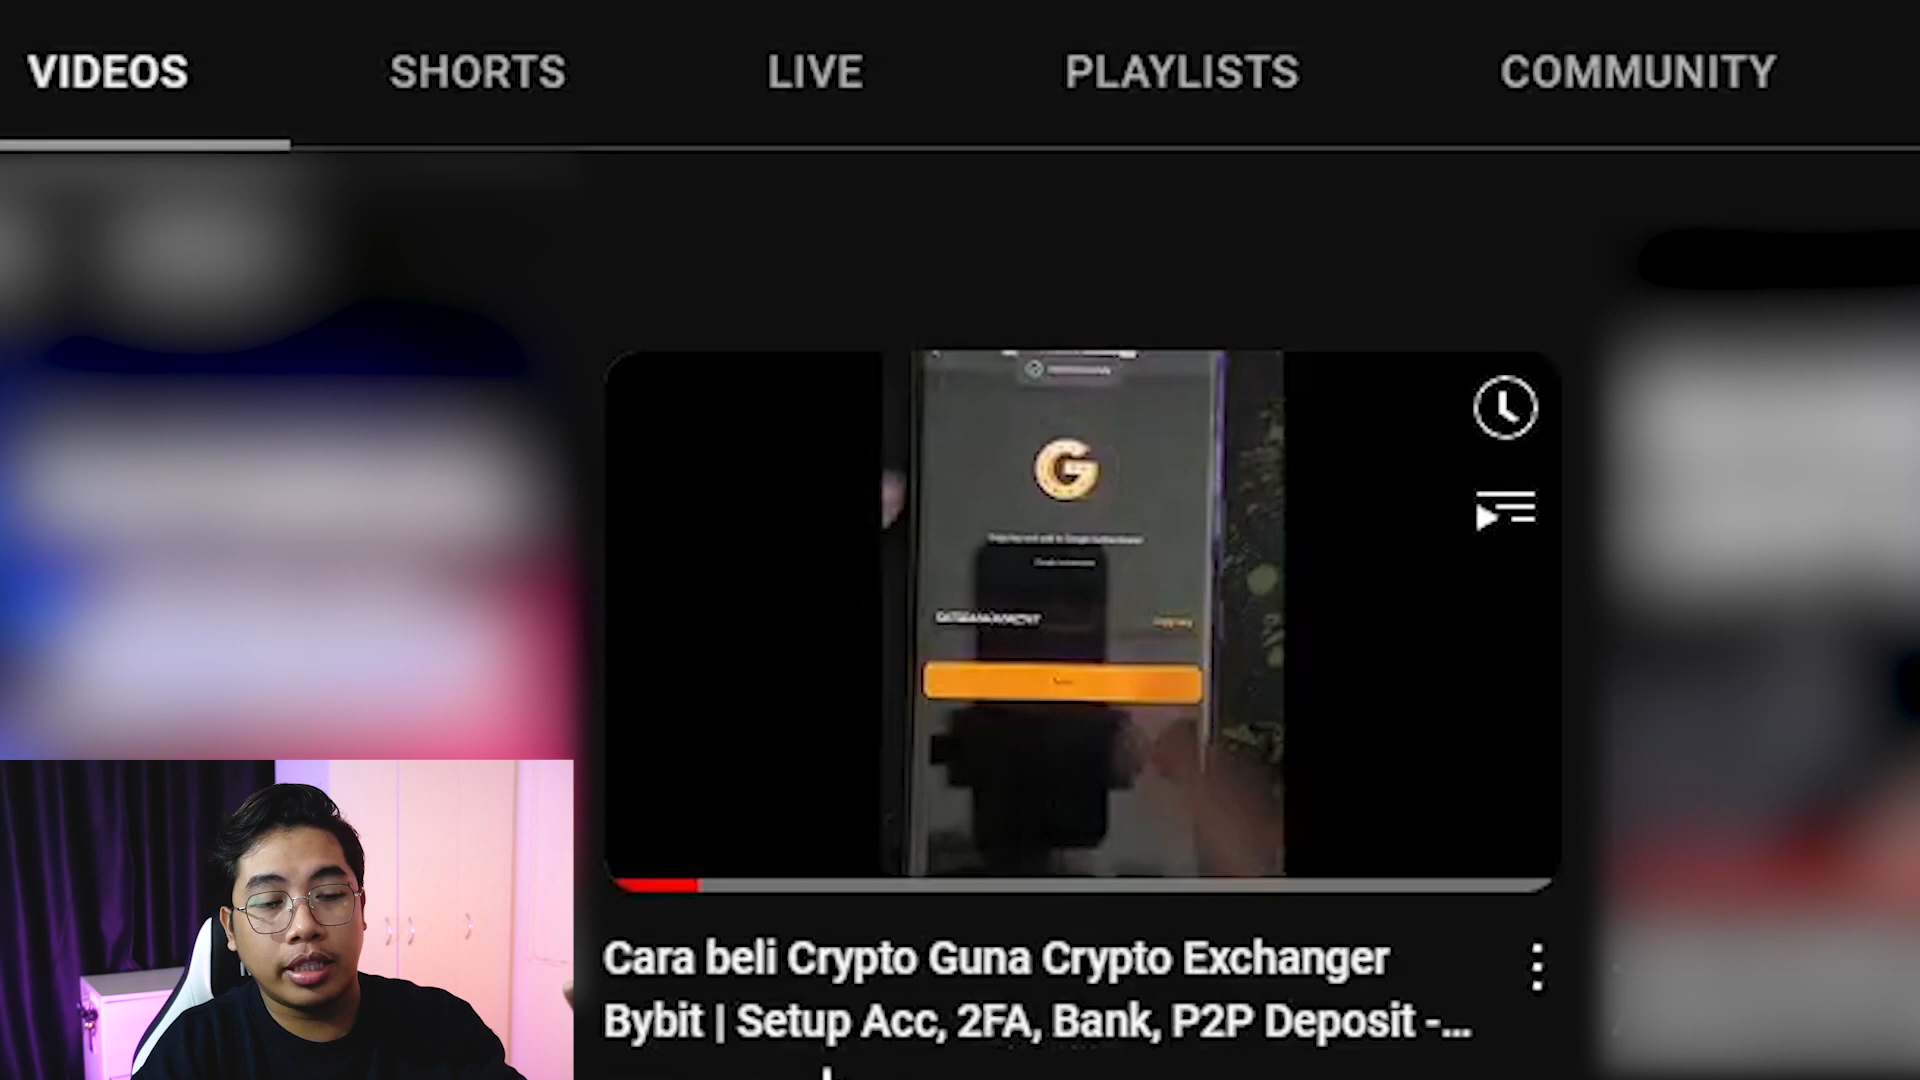 VIDEOS
SHORTS
LIVE
PLAYLISTS
COMMUNITY
G
Cara beli Crypto Guna Crypto Exchanger
Bybit | Setup Acc, 2FA, Bank, P2P Deposit -...